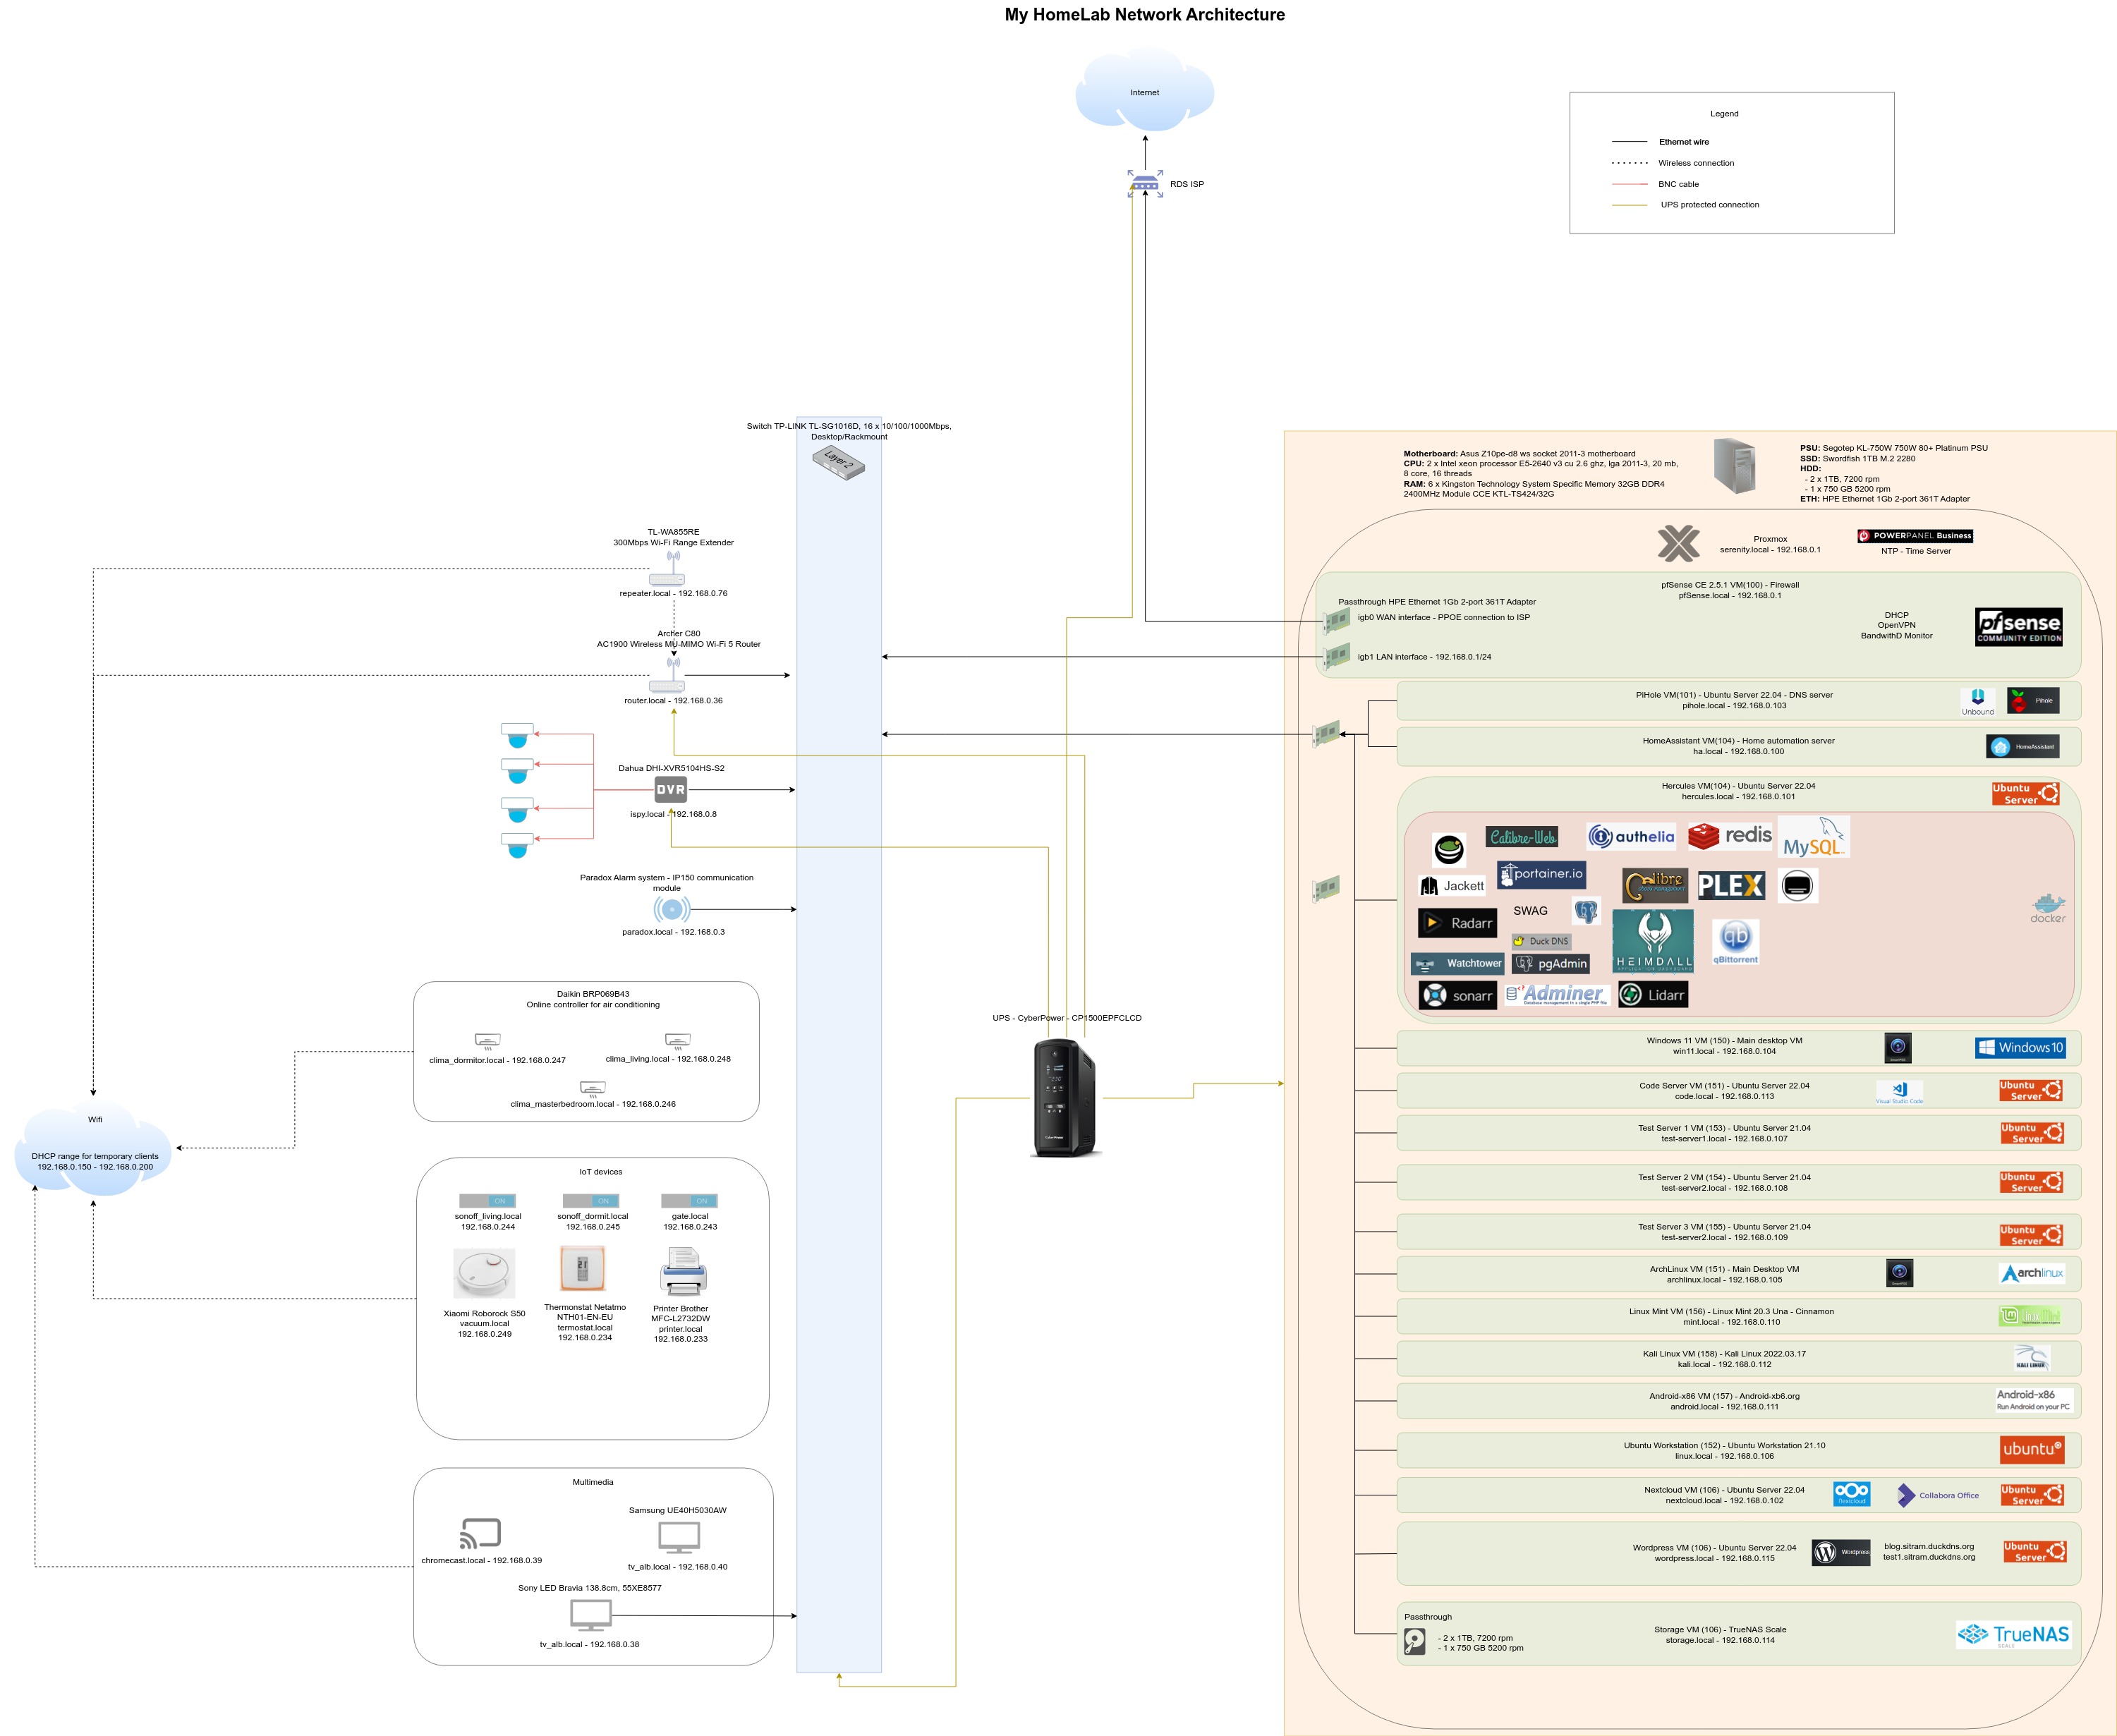 My HomeLab Network Architecture
Internet
RDS ISP
Legend
Ethernet wire
Wireless connection
BNC cable
UPS protected connection
Switch TP-LINK TL-SG1016D, 16 x 10/100/1000Mbps,
Desktop/Rackmount
Layer 2
TL-WA855RE
300Mbps Wi-Fi Range Extender
repeater.local - 192.168.0.76
Archer C80
AC1900 Wireless MU-MIMO Wi-Fi 5 Router
router.local - 192.168.0.36
Dahua DHI-XVR5104HS-S2
DVR
ispy.local - 192.168.0.8
Paradox Alarm system - IP150 communication
module
paradox.local - 192.168.0.3
Daikin BRP069B43
Online controller for air conditioning
clima_dormitor.local - 192.168.0.247
clima_living.local - 192.168.0.248
clima_masterbedroom.local - 192.168.0.246
Wifi
DHCP range for temporary clients
192.168.0.150 - 192.168.0.200
IoT devices
ON
ON
ON
sonoff_living.local
192.168.0.244
sonoff_dormit.local
192.168.0.245
gate.local
192.168.0.243
Xiaomi Roborock S50
vacuum.local
192.168.0.249
Thermonstat Netatmo
NTH01-EN-EU
termostat.local
192.168.0.234
Printer Brother
MFC-L2732DW
printer.local
192.168.0.233
Multimedia
Samsung UE40H5030AW
chromecast.local - 192.168.0.39
tv_alb.local - 192.168.0.40
Sony LED Bravia 138.8cm, 55XE8577
tv_alb.local - 192.168.0.38
UPS - CyberPower - CP1500EPFCLCD
CyberPower
Motherboard: Asus Z10pe-d8 ws socket 2011-3 motherboard
CPU: 2 x Intel xeon processor E5-2640 v3 cu 2.6 ghz, lga 2011-3, 20 mb,
8 core, 16 threads
RAM: 6 x Kingston Technology System Specific Memory 32GB DDR4
2400MHz Module CCE KTL-TS424/32G
PSU: Segotep KL-750W 750W 80+ Platinum PSU
SSD: Swordfish 1TB M.2 2280
HDD:
- 2 x 1TB, 7200 rpm
- 1 x 750 GB 5200 rpm
ETH: HPE Ethernet 1Gb 2-port 361T Adapter
Proxmox
serenity.local - 192.168.0.1
POWERPANEL Business
NTP - Time Server
pfSense CE 2.5.1 VM(100) - Firewall
pfSense.local - 192.168.0.1
Passthrough HPE Ethernet 1Gb 2-port 361T Adapter
igb0 WAN interface - PPOE connection to ISP
igb1 LAN interface - 192.168.0.1/24
DHCP
OpenVPN
BandwithD Monitor
pfsense
COMMUNITY EDITION
PiHole VM(101) - Ubuntu Server 22.04 - DNS server
pihole.local - 192.168.0.103
Unbound
Pihole
HomeAssistant VM(104) - Home automation server
ha.local - 192.168.0.100
HomeAssistant
Hercules VM(104) - Ubuntu Server 22.04
hercules.local - 192.168.0.101
Ubuntu Server
Calibre-Web
authelia
redis
MySQL
Jackett
portainer.io
Calibre
PLEX
Radarr
SWAG
Duck DNS
HEIMDALL
qb
qBittorrent
docker
Watchtower
pgAdmin
sonarr
Adminer
Database management in a single PHP file
Lidarr
Windows 11 VM (150) - Main desktop VM
win11.local - 192.168.0.104
Windows10
Code Server VM (151) - Ubuntu Server 22.04
code.local - 192.168.0.113
Visual Studio Code
Ubuntu Server
Test Server 1 VM (153) - Ubuntu Server 21.04
test-server1.local - 192.168.0.107
Ubuntu Server
Test Server 2 VM (154) - Ubuntu Server 21.04
test-server2.local - 192.168.0.108
Ubuntu Server
Test Server 3 VM (155) - Ubuntu Server 21.04
test-server2.local - 192.168.0.109
Ubuntu Server
ArchLinux VM (151) - Main Desktop VM
archlinux.local - 192.168.0.105
archlinux
Linux Mint VM (156) - Linux Mint 20.3 Una - Cinnamon
mint.local - 192.168.0.110
Kali Linux VM (158) - Kali Linux 2022.03.17
kali.local - 192.168.0.112
KALI LINUX
Android-x86 VM (157) - Android-xb6.org
android.local - 192.168.0.111
Android-x86
Run Android on your PC
Ubuntu Workstation (152) - Ubuntu Workstation 21.10
linux.local - 192.168.0.106
ubuntu
Nextcloud VM (106) - Ubuntu Server 22.04
nextcloud.local - 192.168.0.102
nextcloud
Collabora Office
Ubuntu Server
Wordpress VM (106) - Ubuntu Server 22.04
wordpress.local - 192.168.0.115
Wordpress
blog.sitram.duckdns.org
test1.sitram.duckdns.org
Ubuntu Server
Passthrough
- 2 x 1TB, 7200 rpm
- 1 x 750 GB 5200 rpm
Storage VM (106) - TrueNAS Scale
storage.local - 192.168.0.114
TrueNAS
SCALE